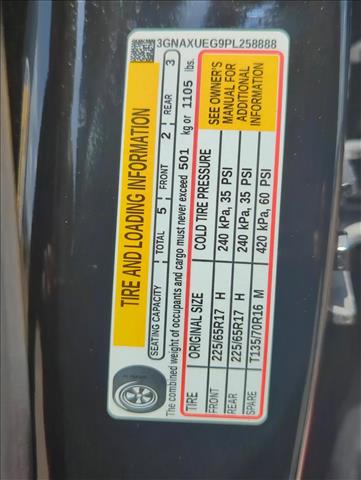 3GNAXUEG9PL258888
TIRE AND LOADING INFORMATION
SEATING CAPACITY TOTAL 5 FRONT 2 REAR 3
The combined weight of occupants and cargo must never exceed 501 kg or 1105 lbs.
TIRE ORIGINAL SIZE COLD TIRE PRESSURE
FRONT 225/65R17 H 240 kPa, 35 PSI
REAR 225/65R17 H 240 kPa, 35 PSI
SPARE T135/70R16 M 420 kPa, 60 PSI
SEE OWNER'S
MANUAL FOR
ADDITIONAL
INFORMATION